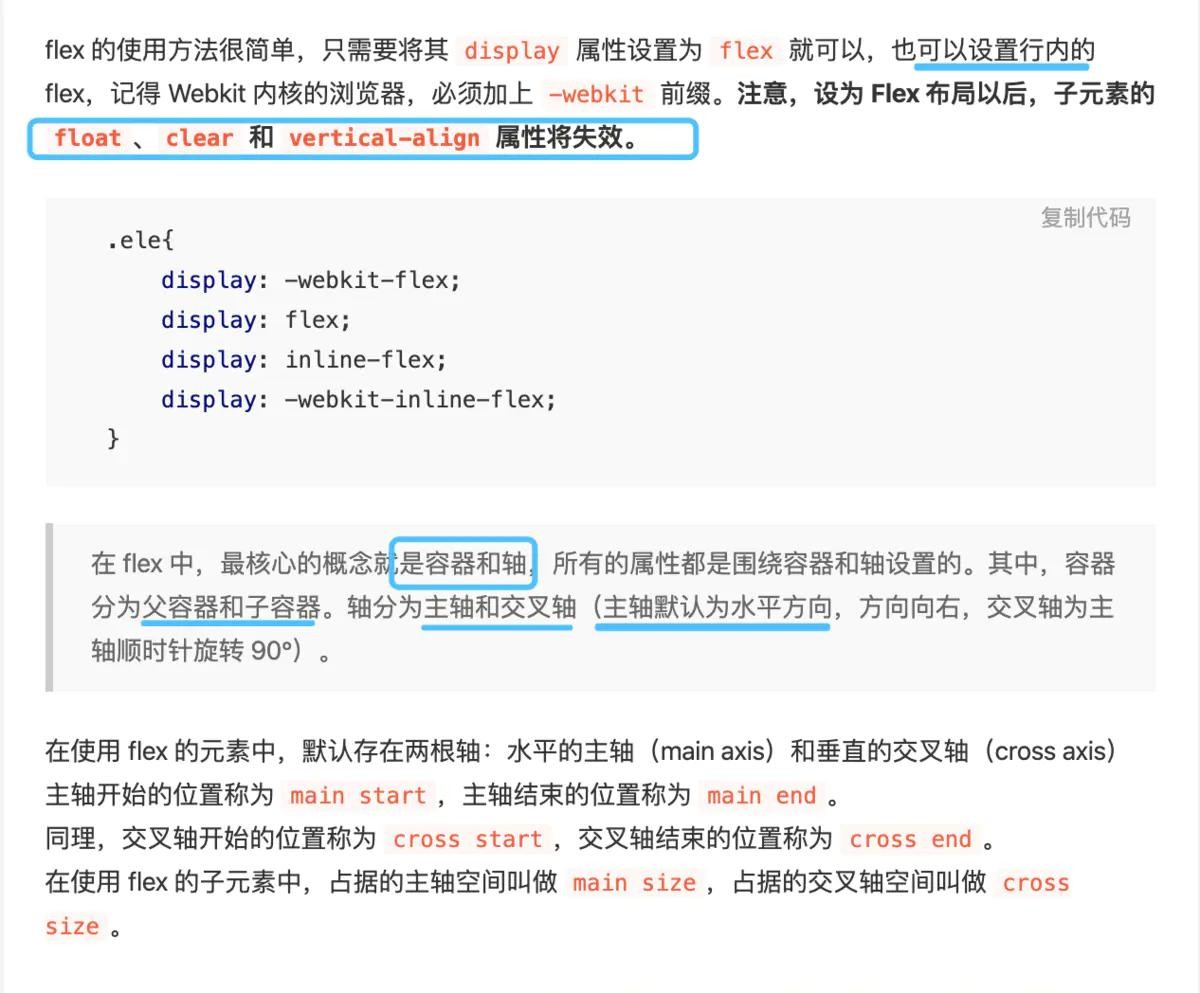 flex 的使用方法很简单，只需要将其 display 属性设置为 flex 就可以，也可以设置行内的
flex，记得 Webkit 内核的浏览器，必须加上 -webkit 前缀。注意，设为 Flex 布局以后，子元素的
float 、 clear 和 vertical-align 属性将失效。
复制代码
.ele{
display: -webkit-flex;
display: flex;
display: inline-flex;
display: -webkit-inline-flex;
}
在 flex 中，最核心的概念就是容器和轴，所有的属性都是围绕容器和轴设置的。其中，容器
分为父容器和子容器。轴分为主轴和交叉轴（主轴默认为水平方向，方向向右，交叉轴为主
轴顺时针旋转 90°）。
在使用 flex 的元素中，默认存在两根轴：水平的主轴（main axis）和垂直的交叉轴（cross axis）
主轴开始的位置称为 main start ，主轴结束的位置称为 main end 。
同理，交叉轴开始的位置称为 cross start ，交叉轴结束的位置称为 cross end 。
在使用 flex 的子元素中，占据的主轴空间叫做 main size ，占据的交叉轴空间叫做 cross
size 。